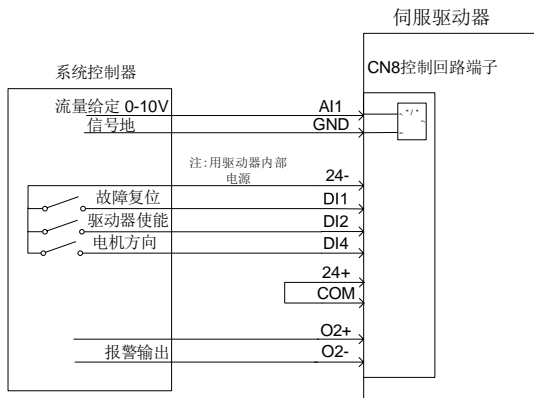 伺服驱动器
CN8控制回路端子
系统控制器
流量给定 0-10V
AI1
信号地
GND
注:用驱动器内部
电源
24-
故障复位
DI1
驱动器使能
DI2
电机方向
DI4
24+
COM
O2+
报警输出
O2-